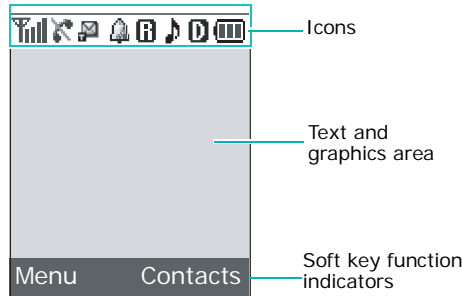 Icons
Text and
graphics area
Menu Contacts
Soft key function
indicators